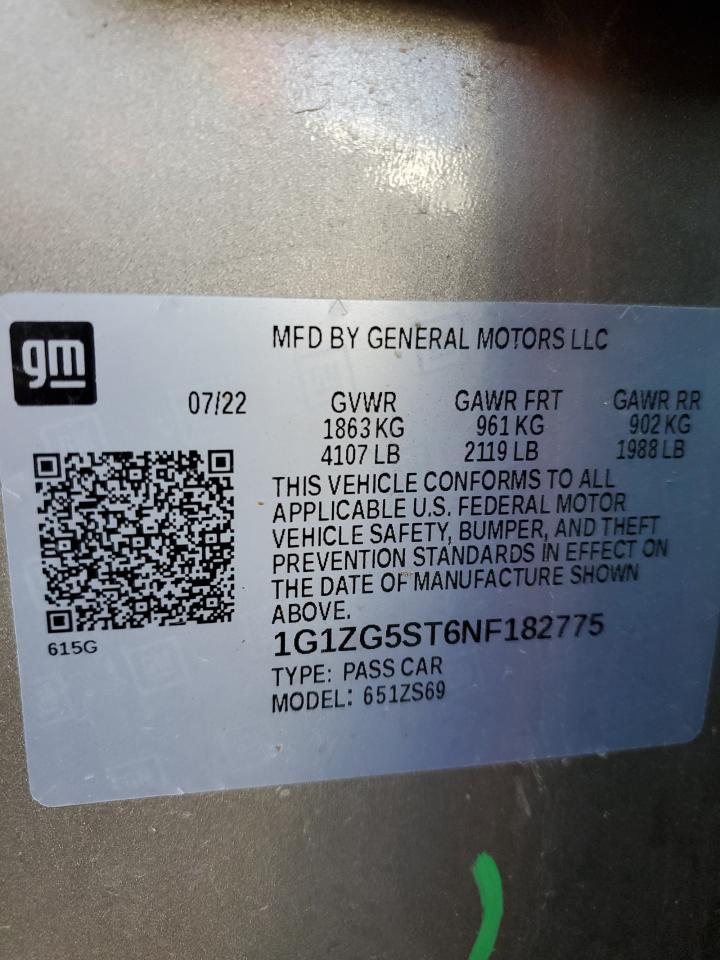 gm
MFD BY GENERAL MOTORS LLC
07/22 GVWR GAWR FRT GAWR RR
1863 KG 961 KG 902 KG
4107 LB 2119 LB 1988 LB
THIS VEHICLE CONFORMS TO ALL
APPLICABLE U.S. FEDERAL MOTOR
VEHICLE SAFETY, BUMPER, AND THEFT
PREVENTION STANDARDS IN EFFECT ON
THE DATE OF MANUFACTURE SHOWN
ABOVE.
615G
1G1ZG5ST6NF182775
TYPE: PASS CAR
MODEL: 651ZS69